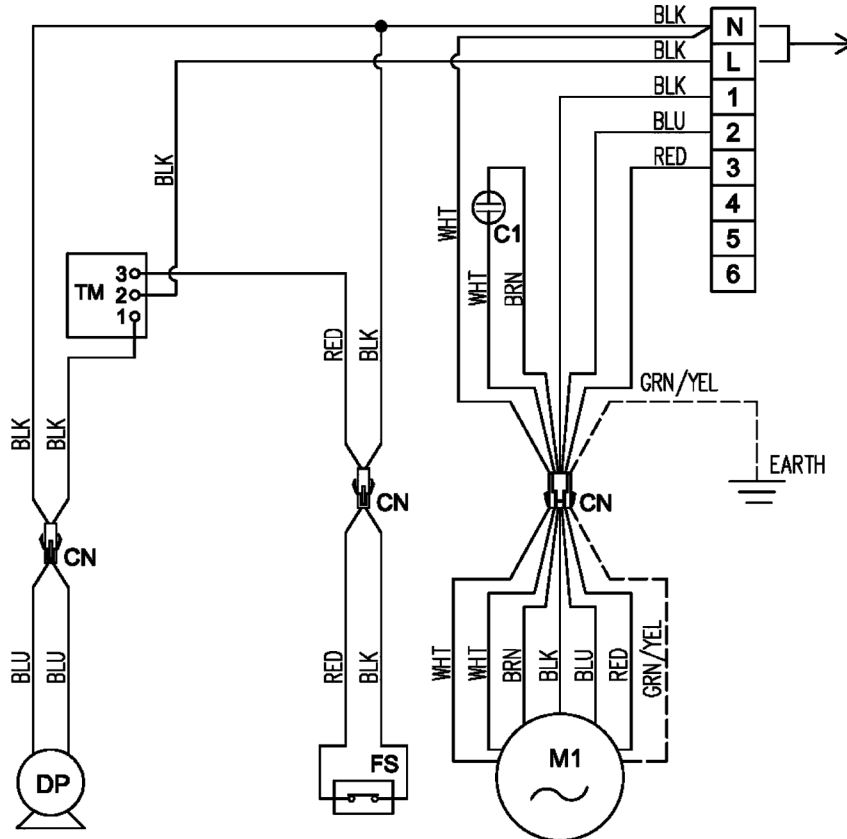 BLK N
BLK L
BLK 1
BLU 2
RED 3
4
5
6
BLK
WHT
C1
WHT
BRN
TM
3
2
1
RED
BLK
GRN/YEL
BLK
BLK
EARTH
CN
CN
CN
BLU
BLU
RED
BLK
WHT
WHT
BRN
BLK
BLU
RED
GRN/YEL
DP
FS
M1